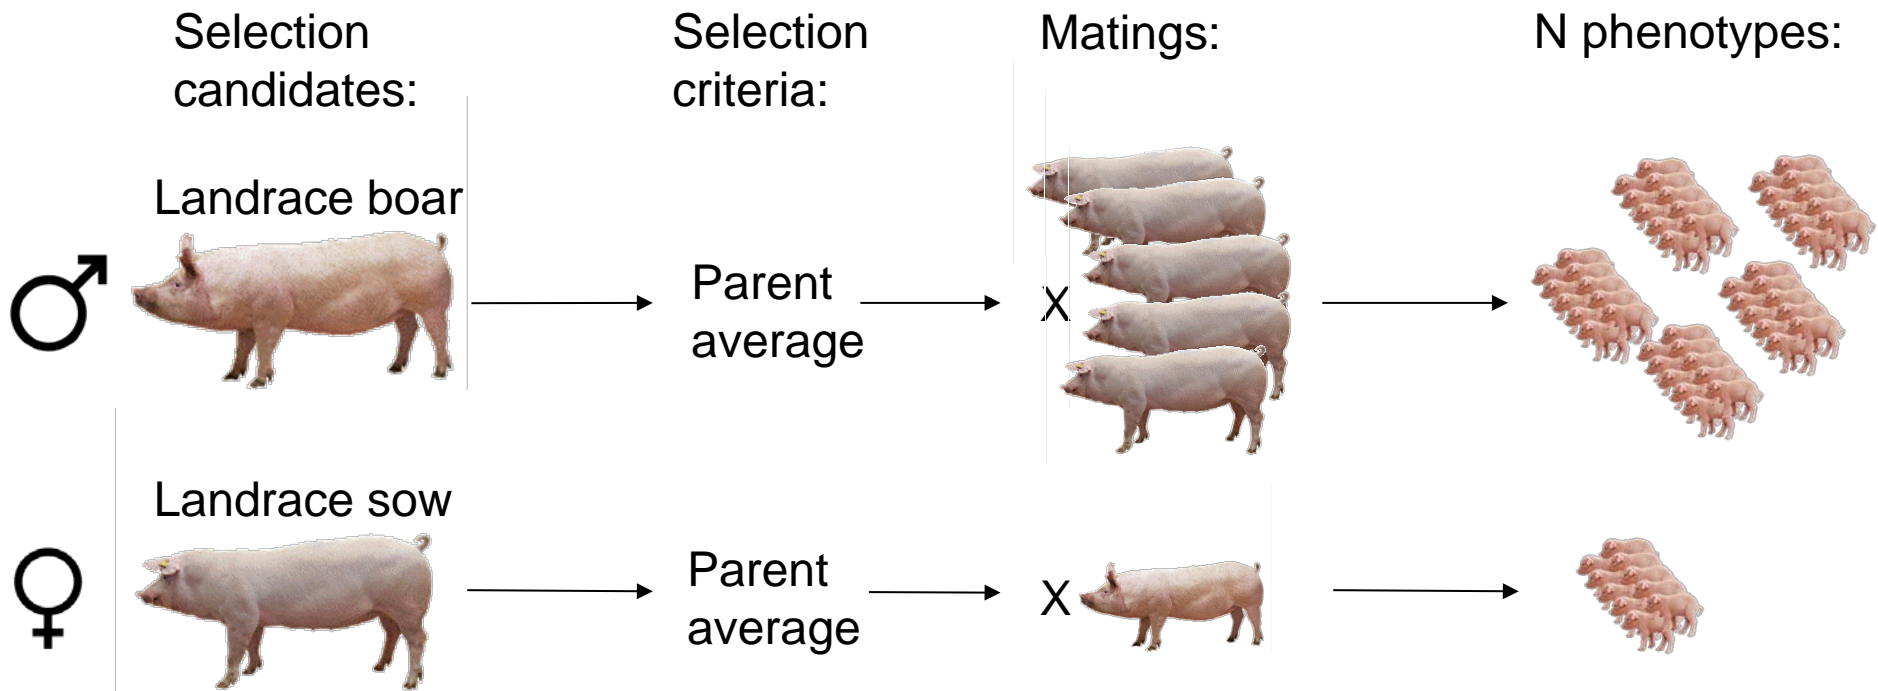 Selection
candidates:
Selection
criteria:
Matings:
N phenotypes:
Landrace boar
Parent
average
X
Landrace sow
Parent
average
X